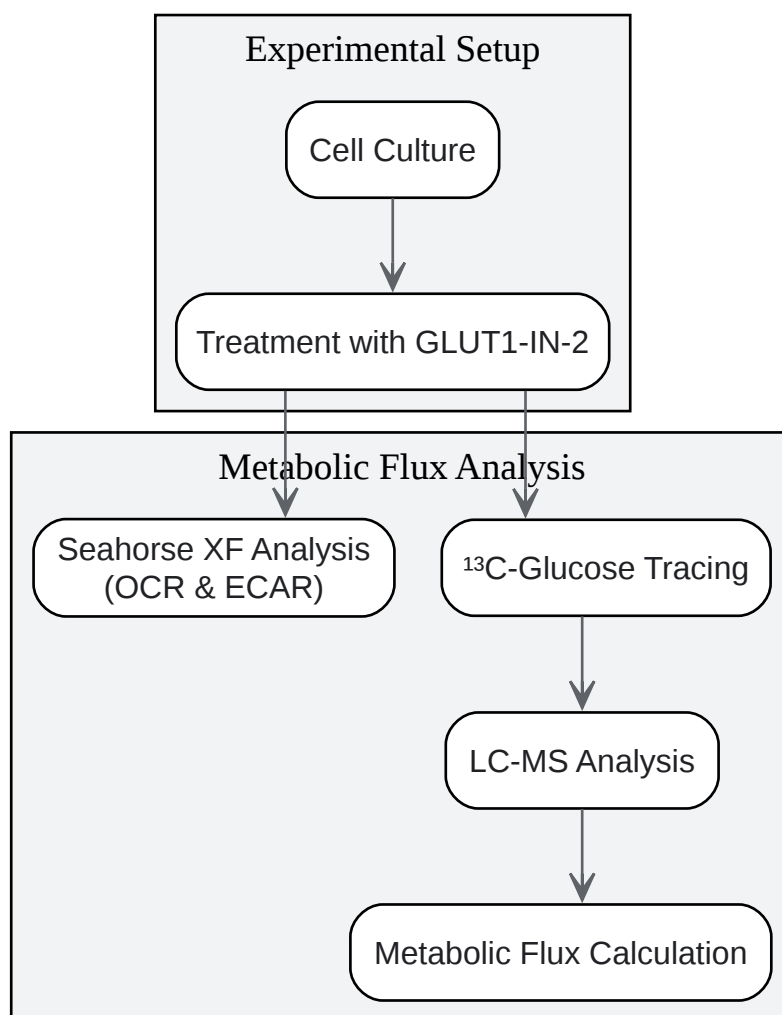 Experimental Setup
Cell Culture
Treatment with GLUT1-IN-2
Metabolic Flux Analysis
Seahorse XF Analysis
(OCR & ECAR)
¹³C-Glucose Tracing
LC-MS Analysis
Metabolic Flux Calculation